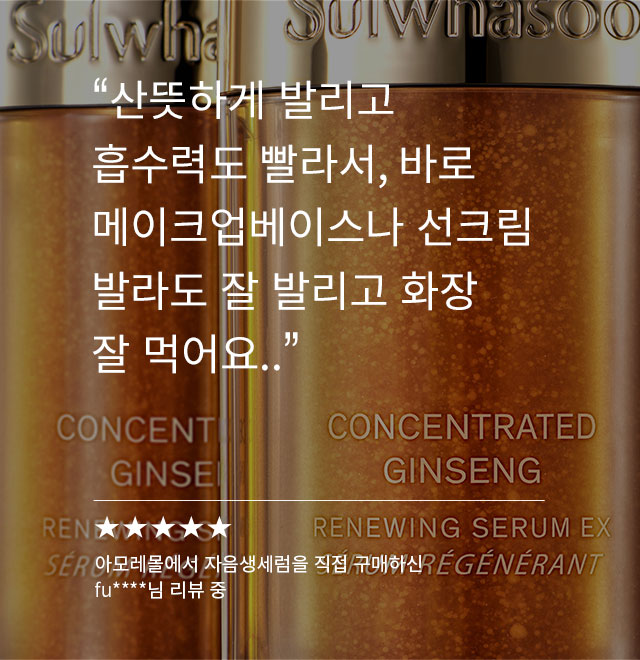 Sulwha
Sulwhasoo
“산뜻하게 발리고
흡수력도 빨라서, 바로
메이크업베이스나 선크림
발라도 잘 발리고 화장
잘 먹어요..”
CONCENT
CONCENTRATED
GINSE
GINSENG
★★★★★
RENEWING
RENEWING SERUM EX
SÉRUM RÉGÉNÉRANT
아모레몰에서 자음생세럼을 직접 구매하신
fu****님 리뷰 중